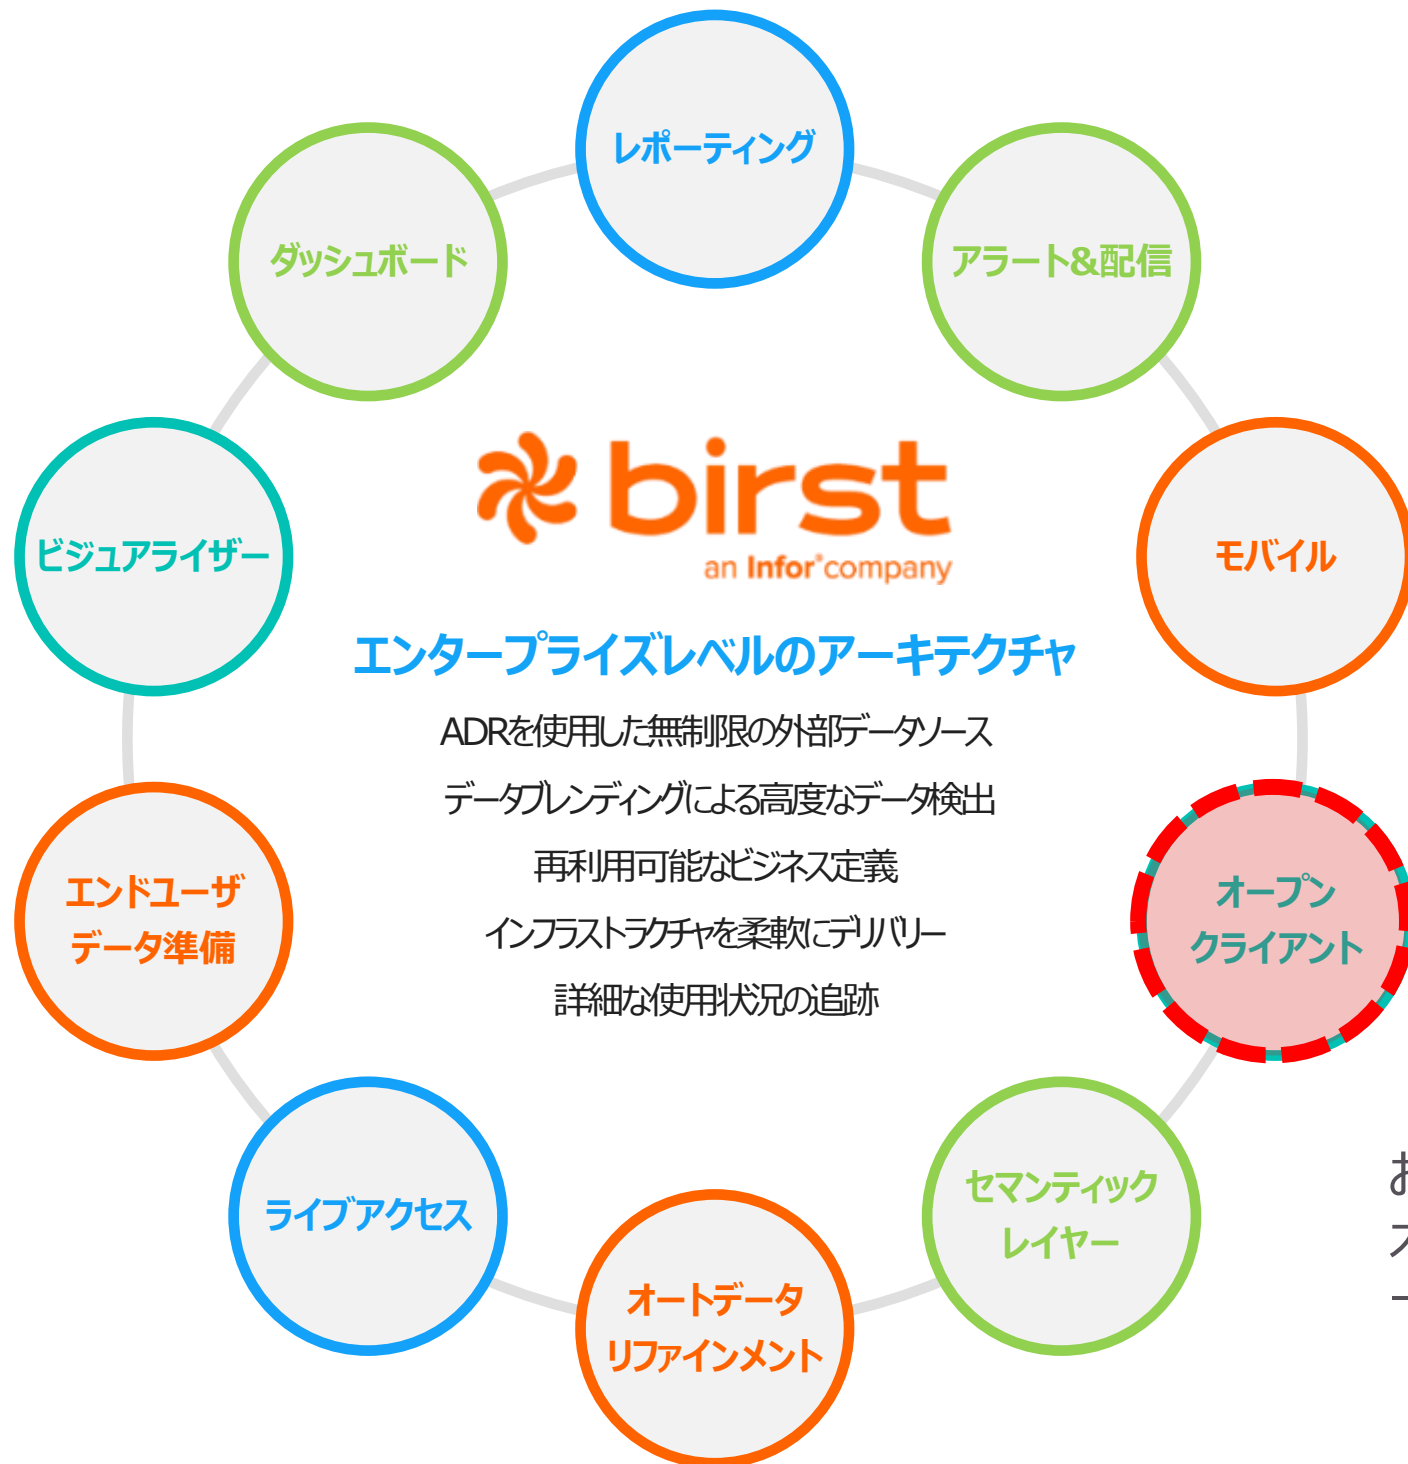 レポーティング
ダッシュボード
アラート&配信
birst
an Infor®company
ビジュアライザー
モバイル
エンタープライズレベルのアーキテクチャ
ADRを使用した無制限の外部データソース
データブレンディングによる高度なデータ検出
再利用可能なビジネス定義
インフラストラクチャを柔軟にデリバリー
詳細な使用状況の追跡
エンドユーザ
データ準備
オープン
クライアント
ライブアクセス
セマンティック
レイヤー
オートデータ
リファインメント